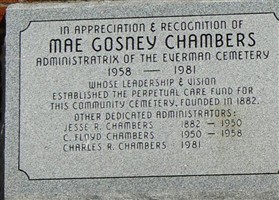 IN APPRECIATION & RECOGNITION OF
MAE GOSNEY CHAMBERS
ADMINISTRATRIX OF THE EVERMAN CEMETERY
1958 — 1981
WHOSE LEADERSHIP & VISION
ESTABLISHED THE PERPETUAL CARE FUND FOR
THIS COMMUNITY CEMETERY, FOUNDED IN 1882.
OTHER DEDICATED ADMINISTRATORS:
JESSE R. CHAMBERS 1882 — 1950
C. FLOYD CHAMBERS 1950 — 1958
CHARLES R. CHAMBERS 1981